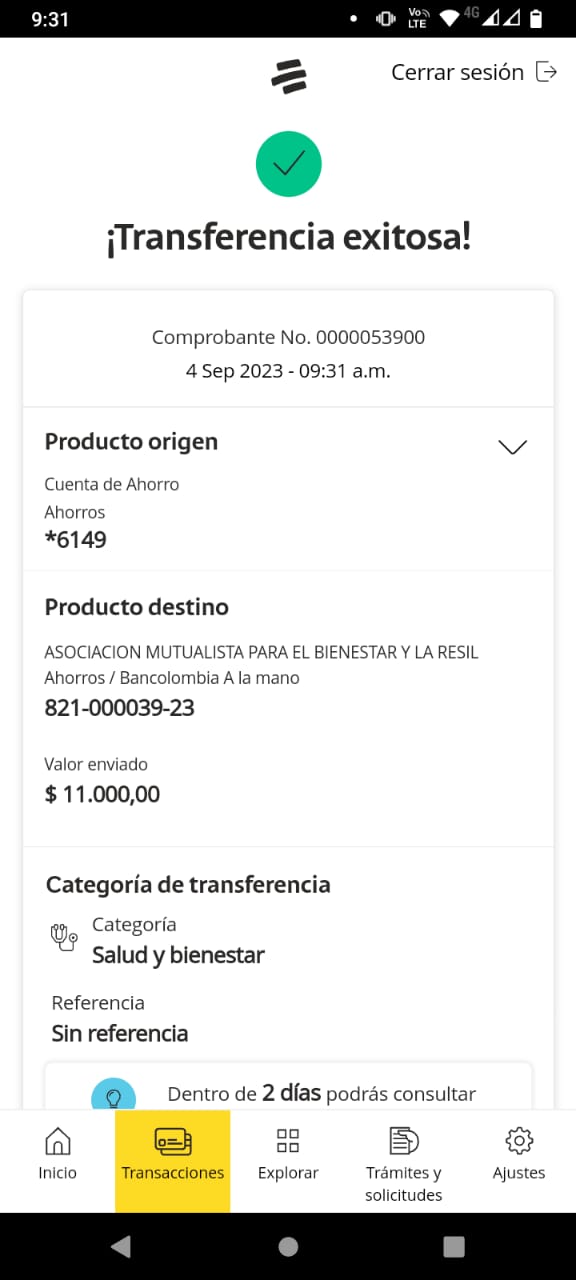 9:31
Vo
LTE
4G
Cerrar sesión
¡Transferencia exitosa!
Comprobante No. 0000053900
4 Sep 2023 - 09:31 a.m.
Producto origen
Cuenta de Ahorro
Ahorros
*6149
Producto destino
ASOCIACION MUTUALISTA PARA EL BIENESTAR Y LA RESIL
Ahorros / Bancolombia A la mano
821-000039-23
Valor enviado
$ 11.000,00
Categoría de transferencia
Categoría
Salud y bienestar
Referencia
Sin referencia
Dentro de 2 días podrás consultar
Inicio
Transacciones
Explorar
Trámites y
solicitudes
Ajustes